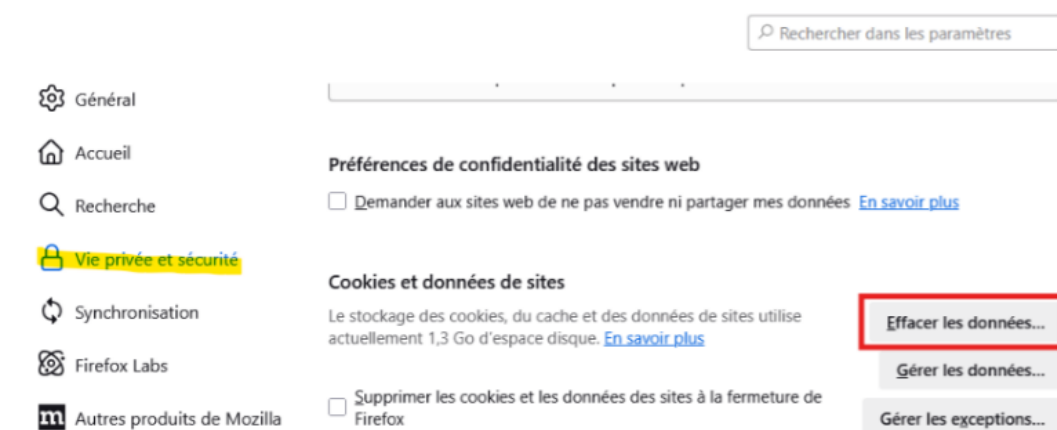 Rechercher dans les paramètres
Général
Accueil
Préférences de confidentialité des sites web
Recherche
Demander aux sites web de ne pas vendre ni partager mes données En savoir plus
Vie privée et sécurité
Cookies et données de sites
Synchronisation
Le stockage des cookies, du cache et des données de sites utilise
actuellement 1,3 Go d'espace disque. En savoir plus
Effacer les données...
Firefox Labs
Gérer les données...
Autres produits de Mozilla
Supprimer les cookies et les données des sites à la fermeture de
Firefox
Gérer les exceptions...